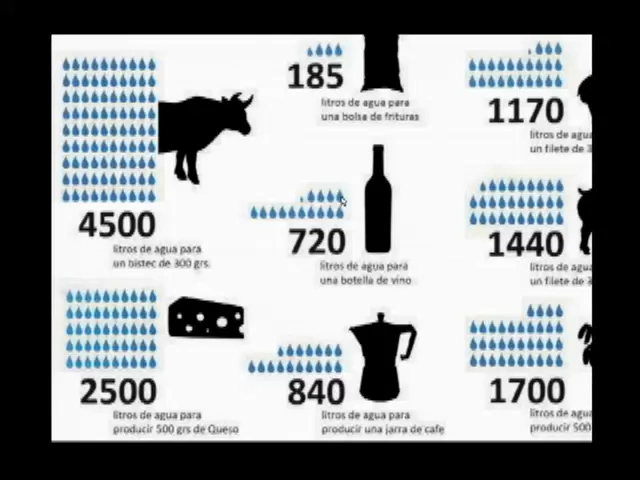 185
litros de agua para
una bolsa de frituras
1170
litros de agua
un filete de 3
4500
litros de agua para
un bistec de 300 grs.
720
litros de agua para
una botella de vino
1440
litros de agua
un filete de 3
2500
litros de agua para
producir 500 grs de Queso
840
litros de agua para
producir una jarra de cafe
1700
litros de agua
producir 500